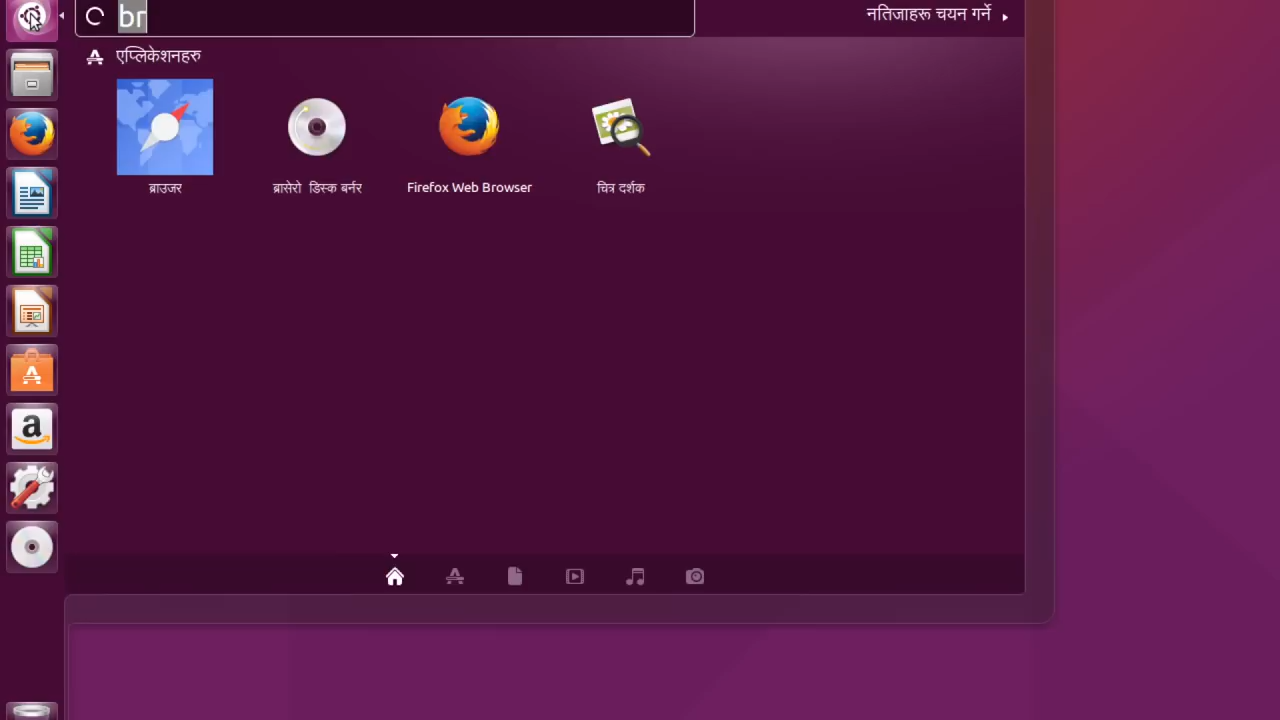 br
नतिजाहरू चयन गर्ने
एप्लिकेशनहरु
ब्राउजर
ब्रासेरो डिस्क बर्नर
Firefox Web Browser
चित्र दर्शक